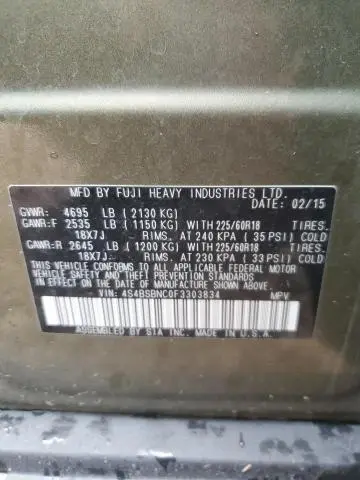 MFD BY FUJI HEAVY INDUSTRIES LTD.
DATE: 02/15
GVWR: 4695 LB (2130 KG)
GAWR:F 2535 LB (1150 KG) WITH 225/60R18 TIRES.
18X7J RIMS. AT 240 KPA (35 PSI) COLD
GAWR:R 2645 LB (1200 KG) WITH 225/60R18 TIRES.
18X7J RIMS. AT 230 KPA (33 PSI) COLD
THIS VEHICLE CONFORMS TO ALL APPLICABLE FEDERAL MOTOR
VEHICLE SAFETY AND THEFT PREVENTION STANDARDS
IN EFFECT ON THE DATE OF MANUFACTURE SHOWN ABOVE.
VIN: 4S4BSBNC0F3303834 MPV
ASSEMBLED BY SIA INC. MADE IN U.S.A.